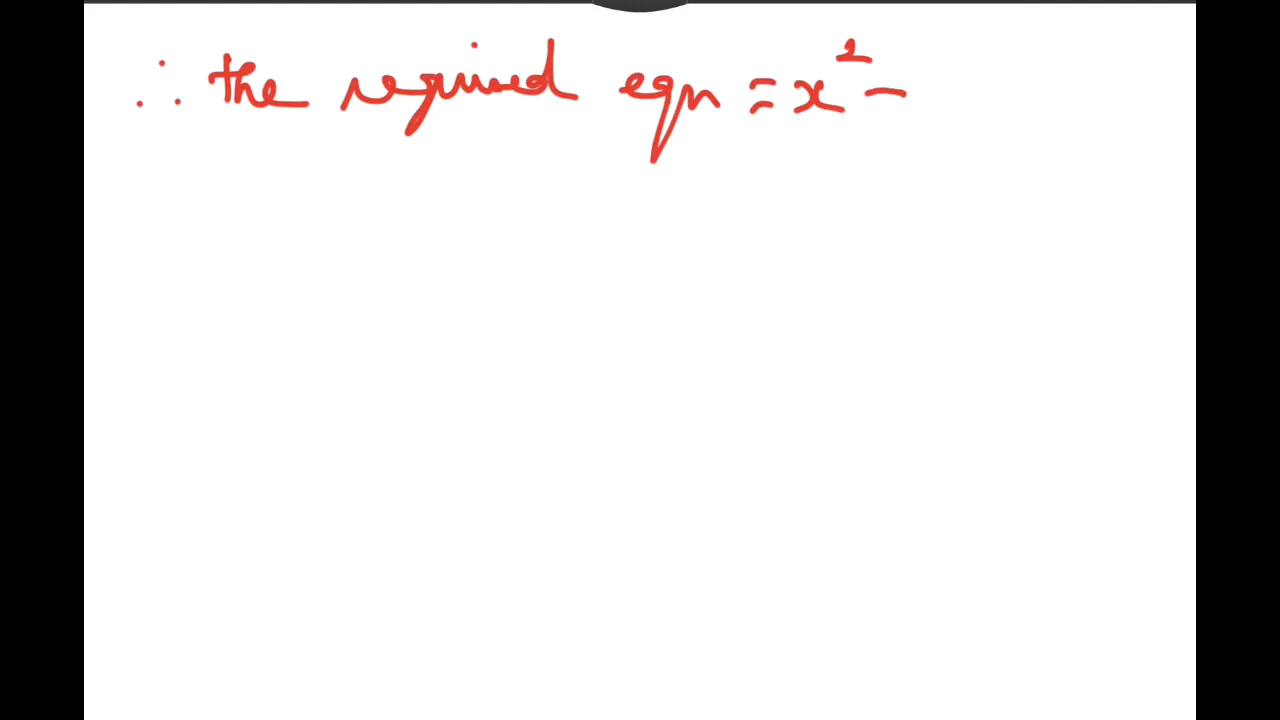 ∴ the required eqn = x² −